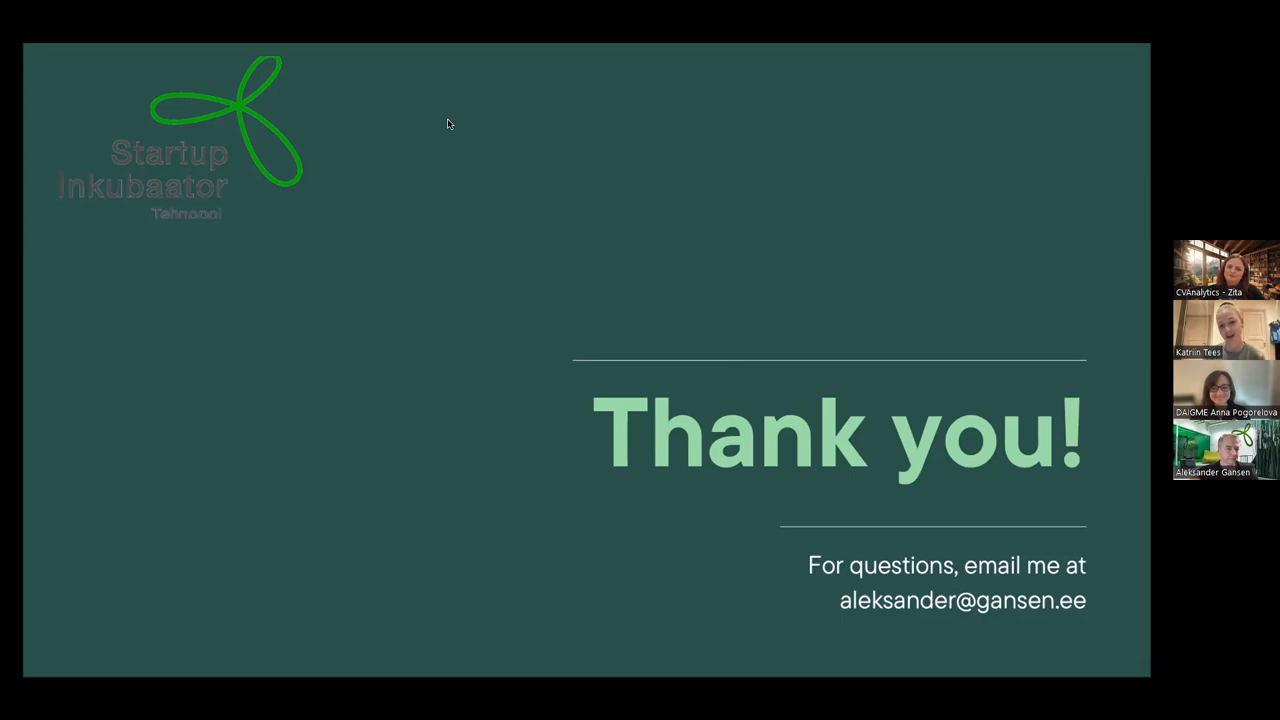 Startup
Inkubaator
Tehnopol
Thank you!
For questions, email me at
aleksander@gansen.ee
CVAnalytics - Zita
Katriin Tees
DAIGME Anna Pogorelova
Aleksander Gansen